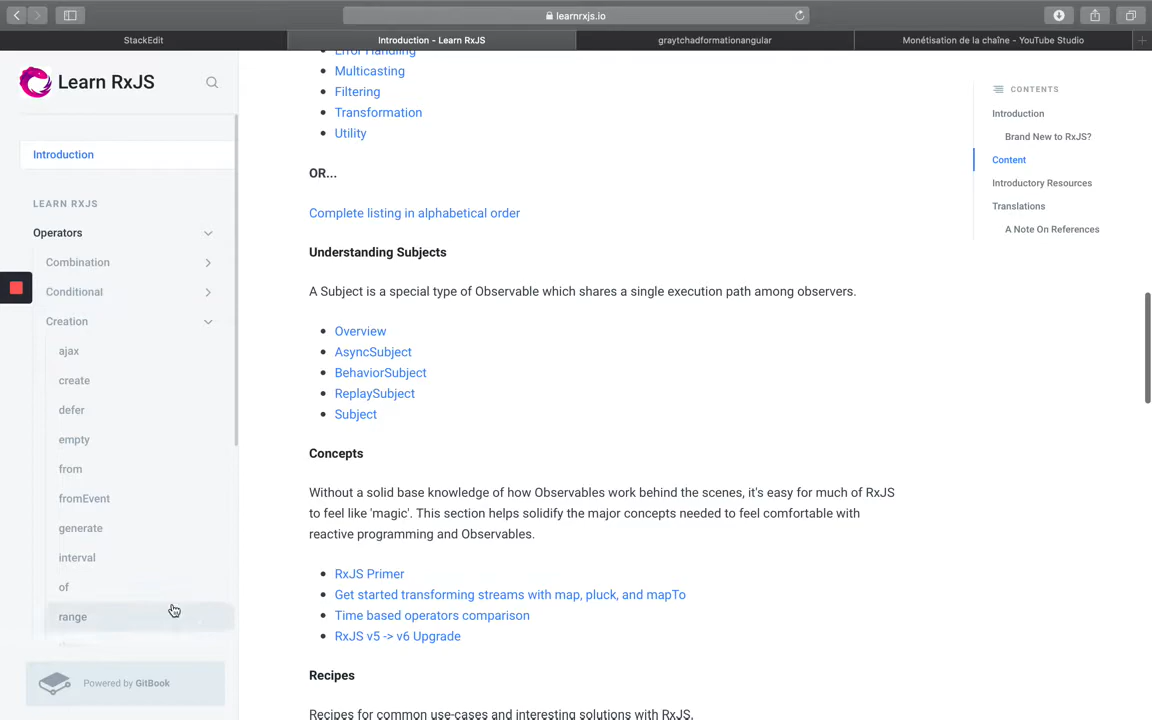 learnrxjs.io
StackEdit
Introduction - Learn RxJS
graytchadformationangular
Monétisation de la chaîne - YouTube Studio
Learn RxJS
Introduction
LEARN RXJS
Operators
Combination
Conditional
Creation
ajax
create
defer
empty
from
fromEvent
generate
interval
of
range
Powered by GitBook
Error Handling
Multicasting
Filtering
Transformation
Utility
OR...
Complete listing in alphabetical order
Understanding Subjects
A Subject is a special type of Observable which shares a single execution path among observers.
Overview
AsyncSubject
BehaviorSubject
ReplaySubject
Subject
Concepts
Without a solid base knowledge of how Observables work behind the scenes, it's easy for much of RxJS
to feel like 'magic'. This section helps solidify the major concepts needed to feel comfortable with
reactive programming and Observables.
RxJS Primer
Get started transforming streams with map, pluck, and mapTo
Time based operators comparison
RxJS v5 -> v6 Upgrade
Recipes
Recipes for common use-cases and interesting solutions with RxJS.
CONTENTS
Introduction
Brand New to RxJS?
Content
Introductory Resources
Translations
A Note On References